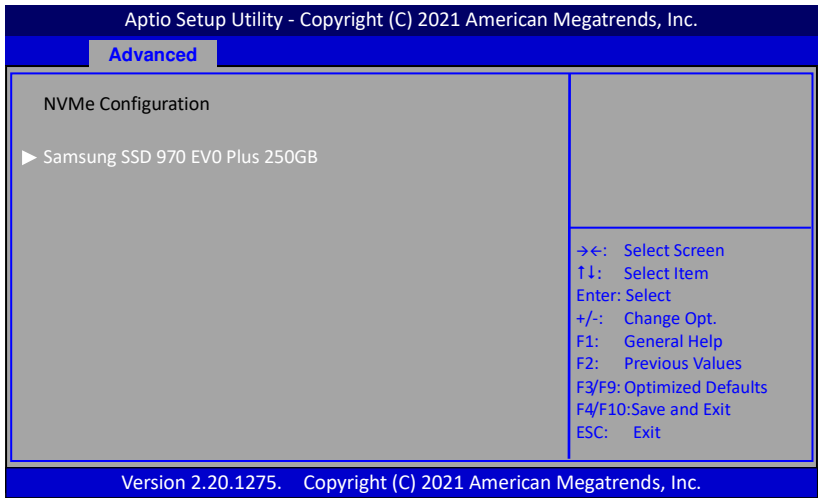 Aptio Setup Utility - Copyright (C) 2021 American Megatrends, Inc.
Advanced
NVMe Configuration
▶ Samsung SSD 970 EV0 Plus 250GB
→←: Select Screen
↑↓: Select Item
Enter: Select
+/-: Change Opt.
F1: General Help
F2: Previous Values
F3/F9: Optimized Defaults
F4/F10:Save and Exit
ESC: Exit
Version 2.20.1275. Copyright (C) 2021 American Megatrends, Inc.